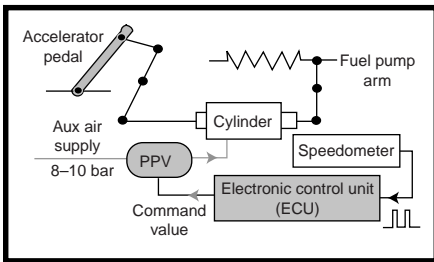 Accelerator
pedal
Fuel pump
arm
Cylinder
Aux air
supply
8–10 bar
PPV
Speedometer
Electronic control unit
(ECU)
Command
value